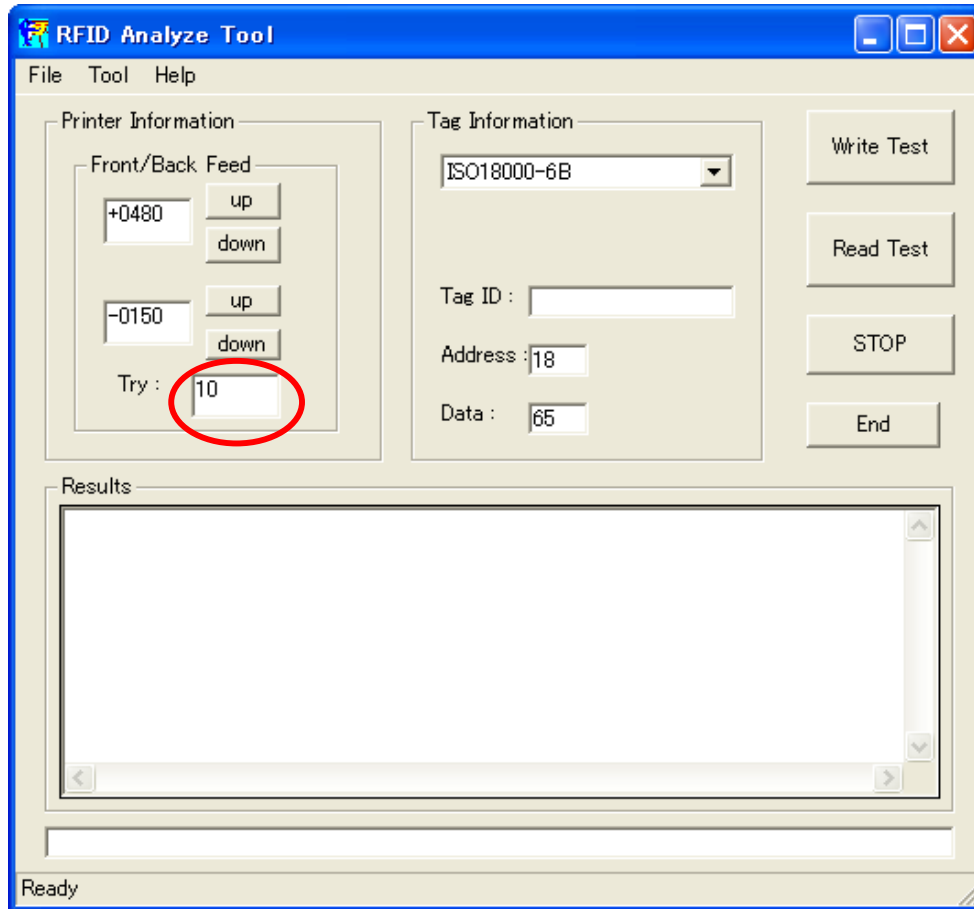 RFID Analyze Tool
File Tool Help
Printer Information
Front/Back Feed
+0480
up
down
-0150
up
down
Try :
10
Tag Information
ISO18000-6B
Tag ID :
Address :
18
Data :
65
Write Test
Read Test
STOP
End
Results
Ready